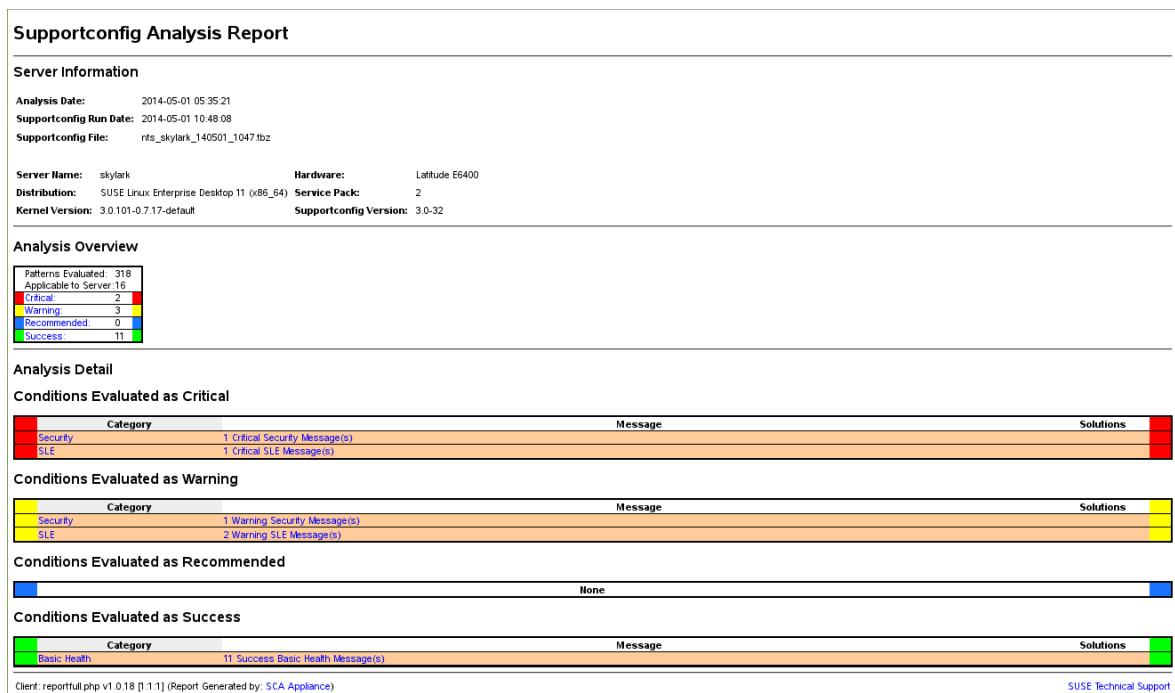 Supportconfig Analysis Report
Server Information
Analysis Date: 2014-05-01 05:35:21
Supportconfig Run Date: 2014-05-01 10:48:08
Supportconfig File: nts_skylark_140501_1047.tbz
Server Name: skylark Hardware: Latitude E6400
Distribution: SUSE Linux Enterprise Desktop 11 (x86_64) Service Pack: 2
Kernel Version: 3.0.101-0.7.17-default Supportconfig Version: 3.0-32
Analysis Overview
Patterns Evaluated: 318
Applicable to Server: 16
Critical: 2
Warning: 3
Recommended: 0
Success: 11
Analysis Detail
Conditions Evaluated as Critical
Category Message Solutions
Security 1 Critical Security Message(s)
SLE 1 Critical SLE Message(s)
Conditions Evaluated as Warning
Category Message Solutions
Security 1 Warning Security Message(s)
SLE 2 Warning SLE Message(s)
Conditions Evaluated as Recommended
None
Conditions Evaluated as Success
Category Message Solutions
Basic Health 11 Success Basic Health Message(s)
Client: reportfull.php v1.0.18 [1:1:1] (Report Generated by: SCA Appliance) SUSE Technical Support